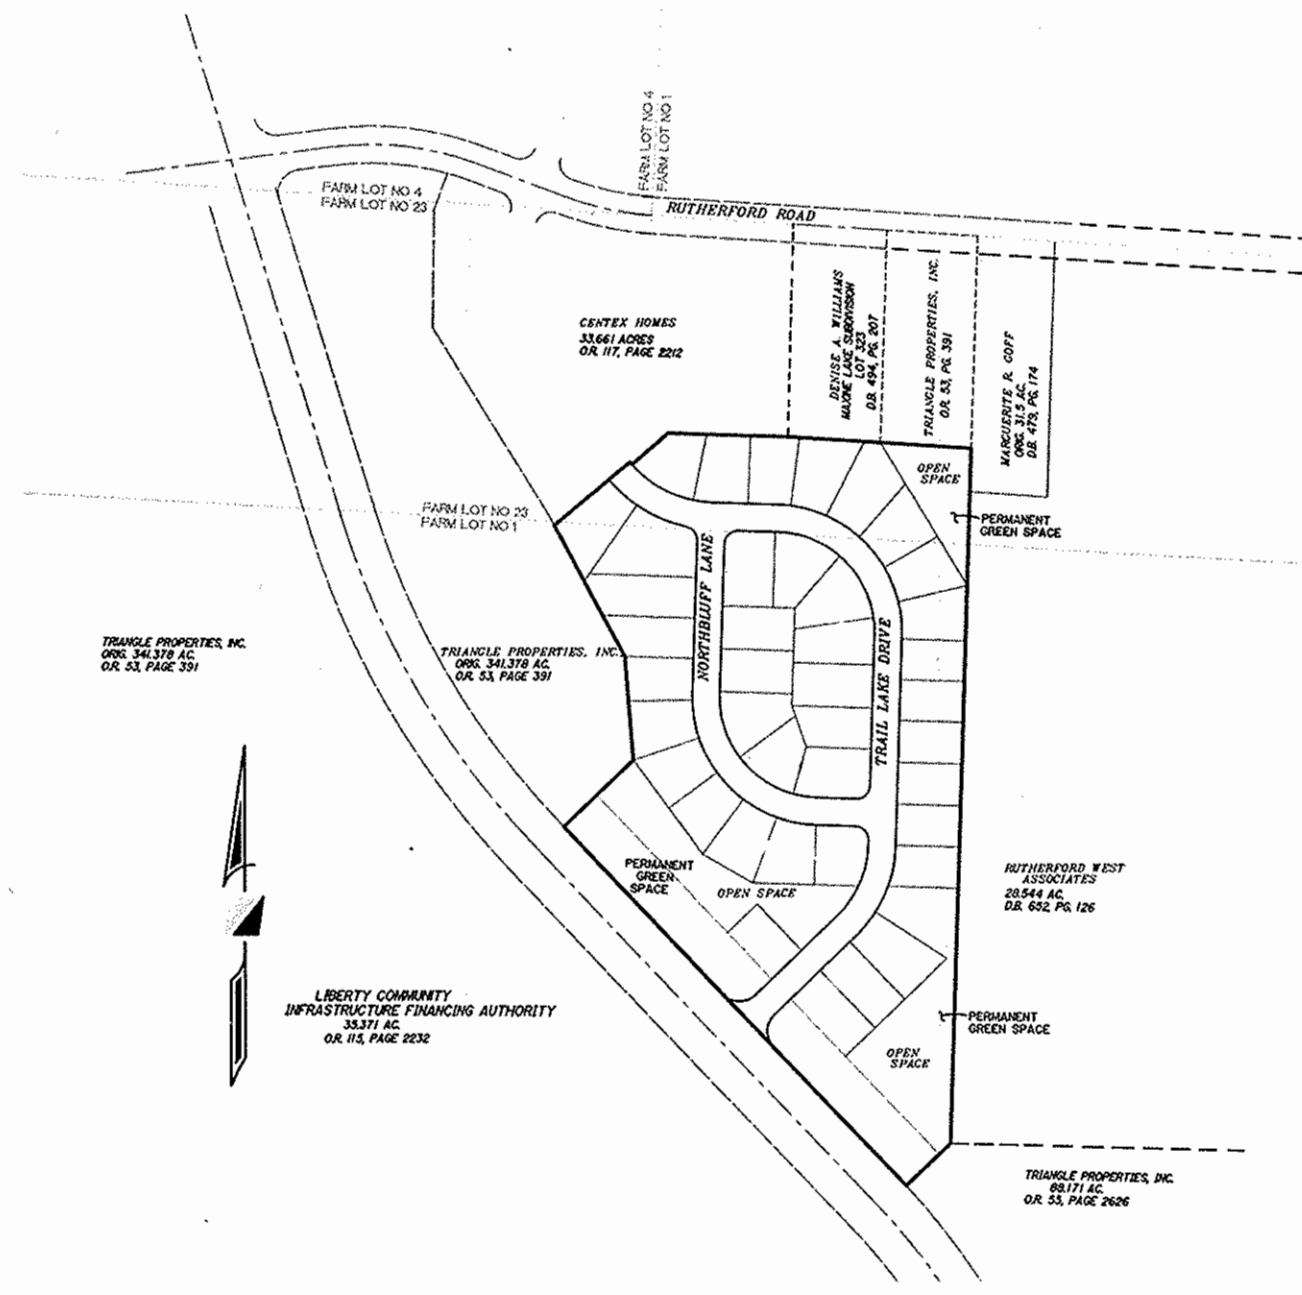 FARM LOT NO 4
FARM LOT NO 1
FARM LOT NO 4
FARM LOT NO 23
RUTHERFORD ROAD
CENTEX HOMES
33.661 ACRES
O.R. 117, PAGE 2212
DENISE A. WILLIAMS
MAXINE LAKE SUBDIVISION
LOT 323
D.B. 494, PG. 207
TRIANGLE PROPERTIES, INC.
O.R. 53, PG. 391
MARGUERITE R. GOFF
ORIG. 31.5 AC.
D.B. 479, PG. 174
OPEN
SPACE
PERMANENT
GREEN SPACE
FARM LOT NO 23
FARM LOT NO 1
NORTHBLUFF LANE
TRAIL LAKE DRIVE
TRIANGLE PROPERTIES, INC.
ORIG. 341.378 AC.
O.R. 53, PAGE 391
TRIANGLE PROPERTIES, INC.
ORIG. 341.378 AC.
O.R. 53, PAGE 391
PERMANENT
GREEN
SPACE
OPEN SPACE
RUTHERFORD WEST
ASSOCIATES
28.544 AC.
D.B. 652, PG. 126
LIBERTY COMMUNITY
INFRASTRUCTURE FINANCING AUTHORITY
35.371 AC.
O.R. 115, PAGE 2232
PERMANENT
GREEN SPACE
OPEN
SPACE
TRIANGLE PROPERTIES, INC.
AC.
PAGE 2626